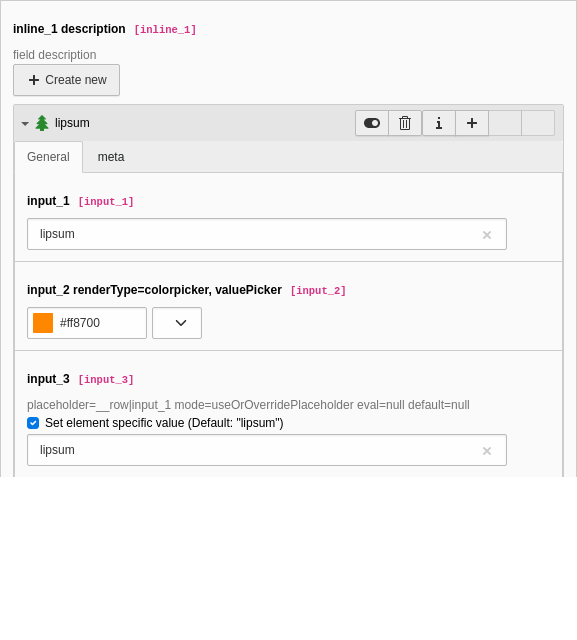 inline_1 description [inline_1]
field description
Create new
lipsum
General meta
input_1 [input_1]
lipsum
input_2 renderType=colorpicker, valuePicker [input_2]
#ff8700
input_3 [input_3]
placeholder=__row|input_1 mode=useOrOverridePlaceholder eval=null default=null
Set element specific value (Default: "lipsum")
lipsum